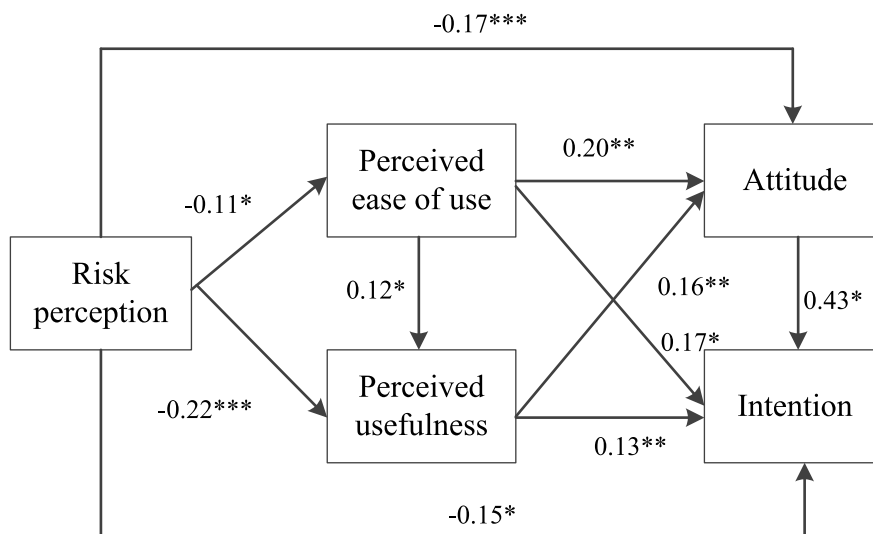 -0.17***
Perceived
ease of use
0.20**
Attitude
-0.11*
Risk
perception
0.12*
0.16**
0.43*
0.17*
-0.22***
Perceived
usefulness
Intention
0.13**
-0.15*